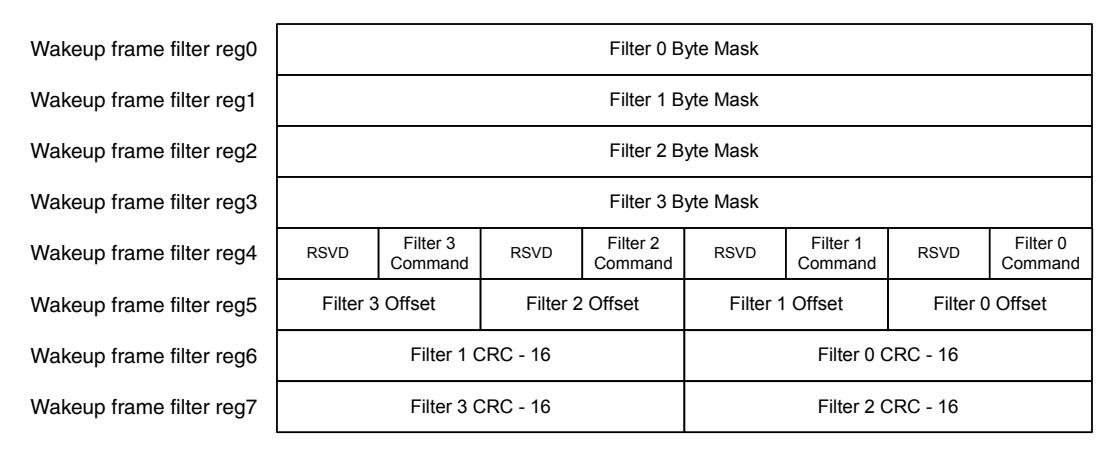 Wakeup frame filter reg0
Filter 0 Byte Mask
Wakeup frame filter reg1
Filter 1 Byte Mask
Wakeup frame filter reg2
Filter 2 Byte Mask
Wakeup frame filter reg3
Filter 3 Byte Mask
Wakeup frame filter reg4
RSVD
Filter 3
Command
RSVD
Filter 2
Command
RSVD
Filter 1
Command
RSVD
Filter 0
Command
Wakeup frame filter reg5
Filter 3 Offset
Filter 2 Offset
Filter 1 Offset
Filter 0 Offset
Wakeup frame filter reg6
Filter 1 CRC - 16
Filter 0 CRC - 16
Wakeup frame filter reg7
Filter 3 CRC - 16
Filter 2 CRC - 16